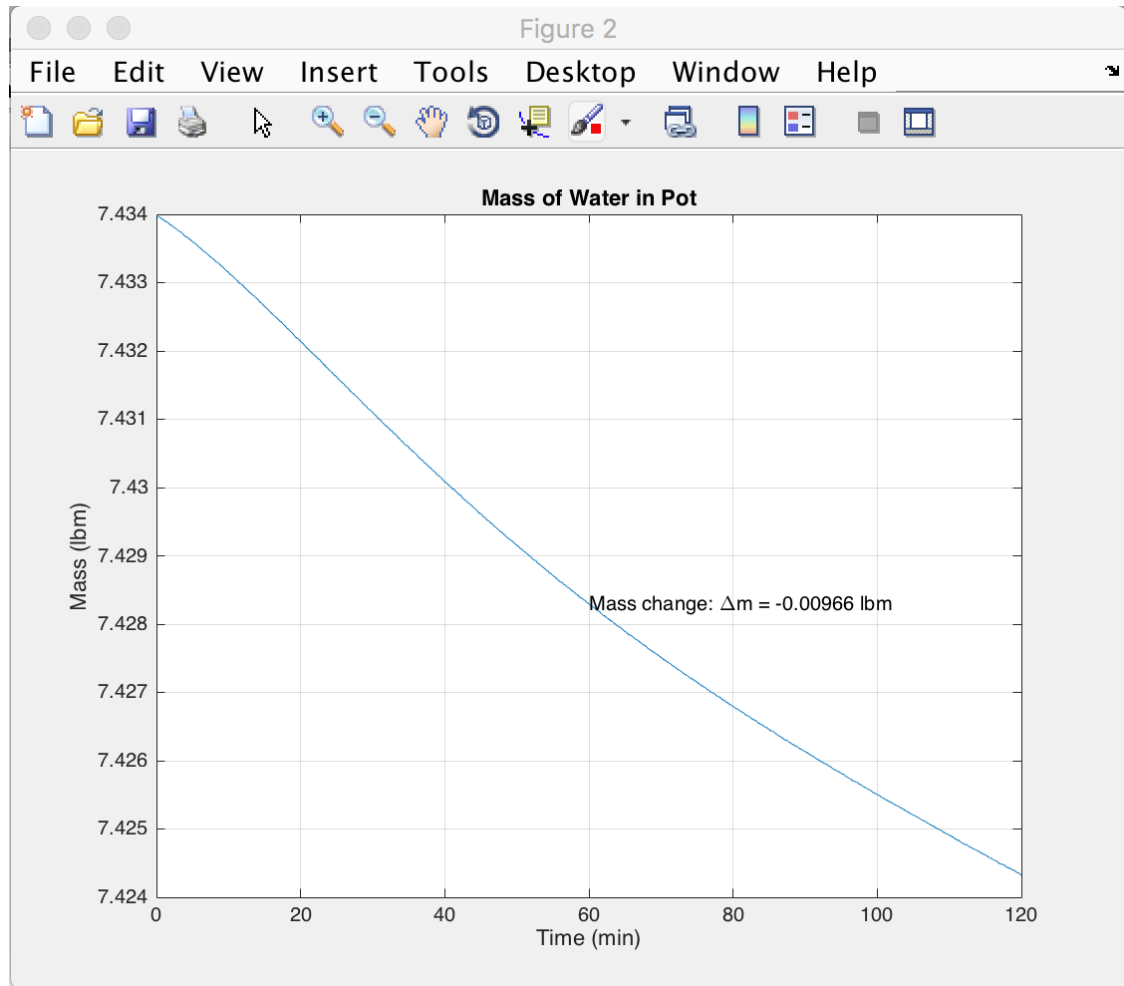 Figure 2
File Edit View Insert Tools Desktop Window Help
Mass of Water in Pot
7.434
7.433
7.432
7.431
7.43
7.429
7.428
7.427
7.426
7.425
7.424
Mass (lbm)
Mass change: Δm = -0.00966 lbm
0 20 40 60 80 100 120
Time (min)